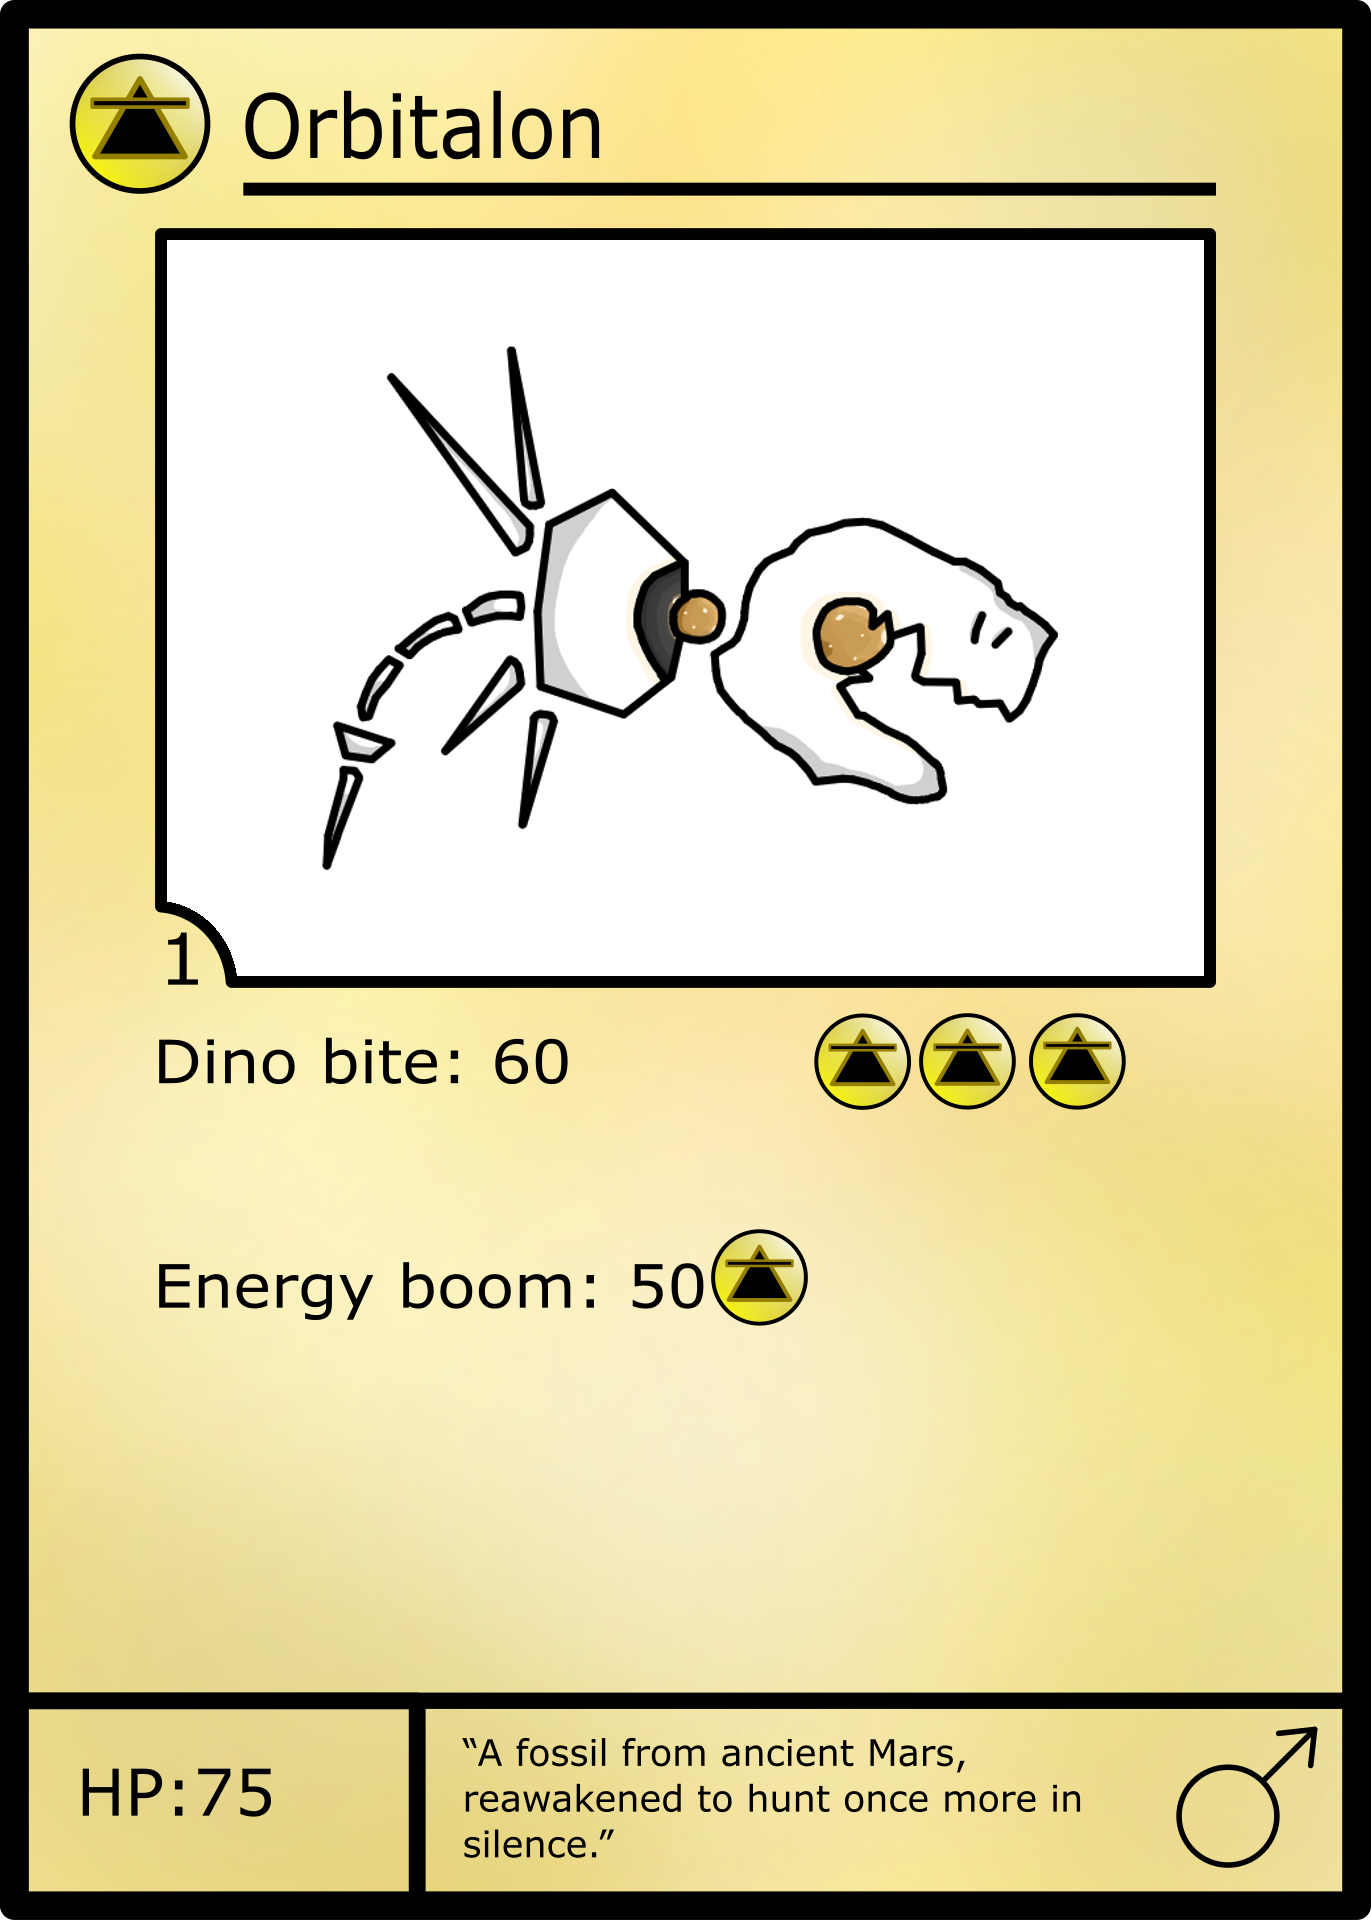 Orbitalon
1
Dino bite: 60
Energy boom: 50
HP:75
“A fossil from ancient Mars,
reawakened to hunt once more in
silence.”